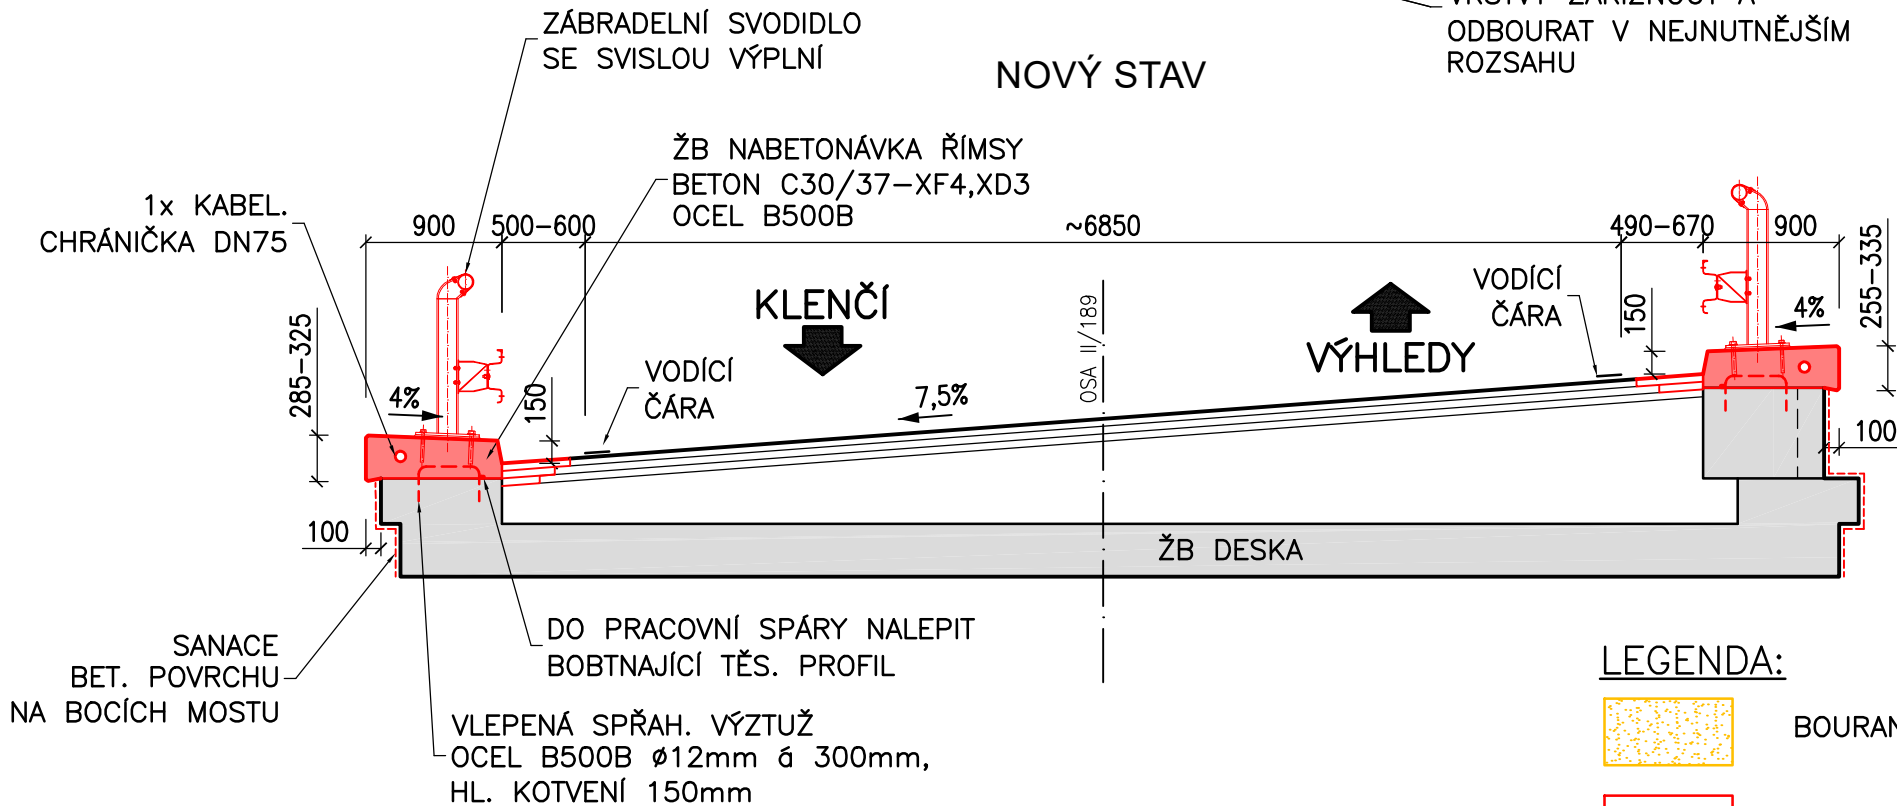 ZÁBRADELNÍ SVODIDLO
SE SVISLOU VÝPLNÍ
NOVÝ STAV
ODBOURAT V NEJNUTNĚJŠÍM
ROZSAHU
ŽB NABETONÁVKA ŘÍMSY
BETON C30/37-XF4,XD3
OCEL B500B
1x KABEL.
CHRÁNIČKA DN75
900
500-600
~6850
490-670
900
285-325
4%
150
KLENČÍ
VODÍCÍ
ČÁRA
7,5%
OSA II/189
VÝHLEDY
VODÍCÍ
ČÁRA
150
4%
255-335
100
100
ŽB DESKA
SANACE
BET. POVRCHU
NA BOCÍCH MOSTU
DO PRACOVNÍ SPÁRY NALEPIT
BOBTNAJÍCÍ TĚS. PROFIL
VLEPENÁ SPŘAH. VÝZTUŽ
OCEL B500B ø12mm á 300mm,
HL. KOTVENÍ 150mm
LEGENDA:
BOURAN